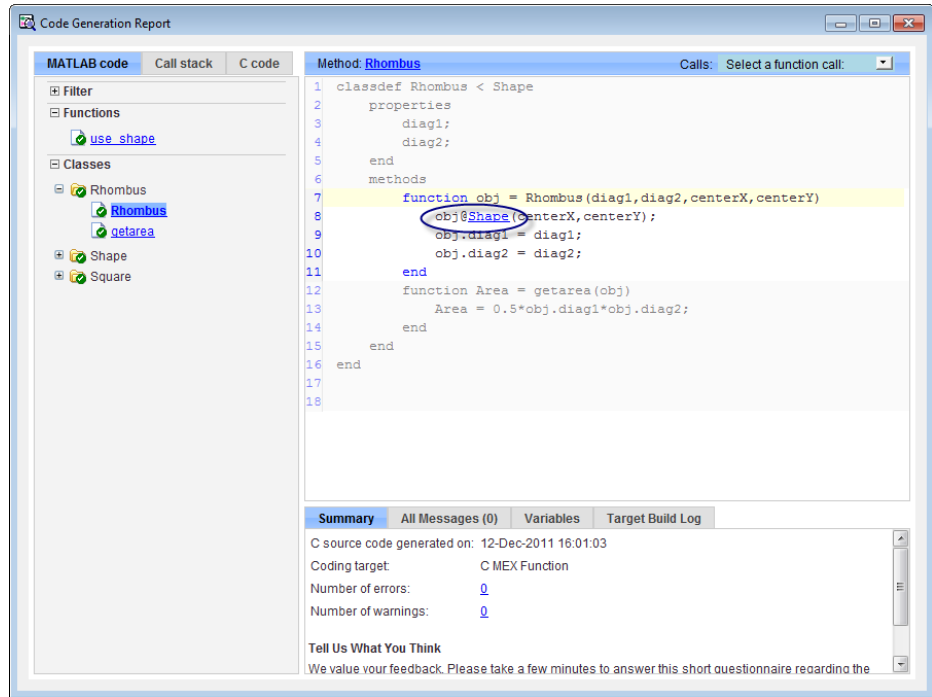 Code Generation Report
MATLAB code Call stack C code
Filter
Functions
use_shape
Classes
Rhombus
Rhombus
getarea
Shape
Square
Method: Rhombus Calls: Select a function call:
1 classdef Rhombus < Shape
2 properties
3 diag1;
4 diag2;
5 end
6 methods
7 function obj = Rhombus(diag1,diag2,centerX,centerY)
8 obj@Shape(centerX,centerY);
9 obj.diag1 = diag1;
10 obj.diag2 = diag2;
11 end
12 function Area = getarea(obj)
13 Area = 0.5*obj.diag1*obj.diag2;
14 end
15 end
16 end
17
18
Summary All Messages (0) Variables Target Build Log
C source code generated on: 12-Dec-2011 16:01:03
Coding target: C MEX Function
Number of errors: 0
Number of warnings: 0
Tell Us What You Think
We value your feedback. Please take a few minutes to answer this short questionnaire regarding the